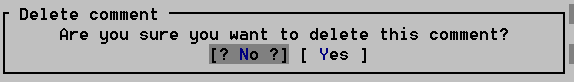 Delete comment
Are you sure you want to delete this comment?
[? No ?] [ Yes ]